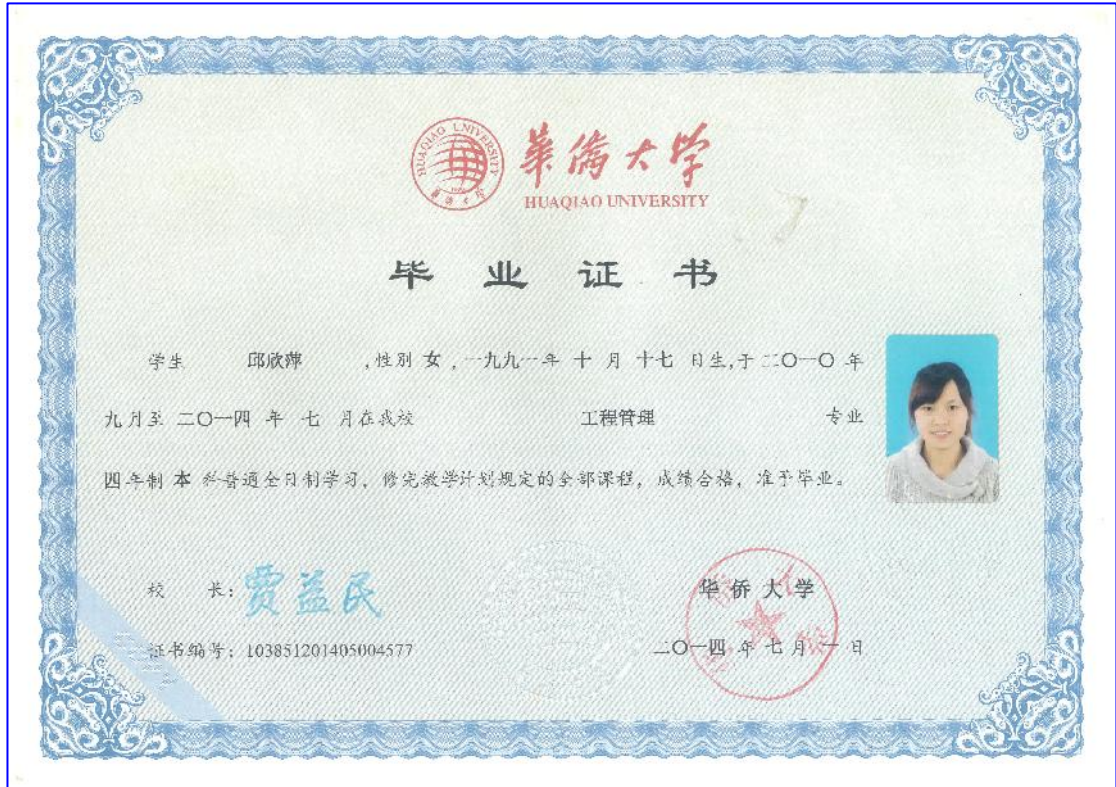 HUAQIAO UNIVERSITY
華僑大学
華僑大学
HUAQIAO UNIVERSITY
毕业证书
学生 邱欣萍 ,性别 女 ,一九九一年 十 月 十七 日生,于二〇一〇 年
九月至 二〇一四 年 七 月在我校 工程管理 专业
四年制 本 科普通全日制学习，修完教学计划规定的全部课程，成绩合格，准予毕业。
校 长：贾益民
华侨大学
证书编号：103851201405004577
二〇一四 年 七 月 一 日